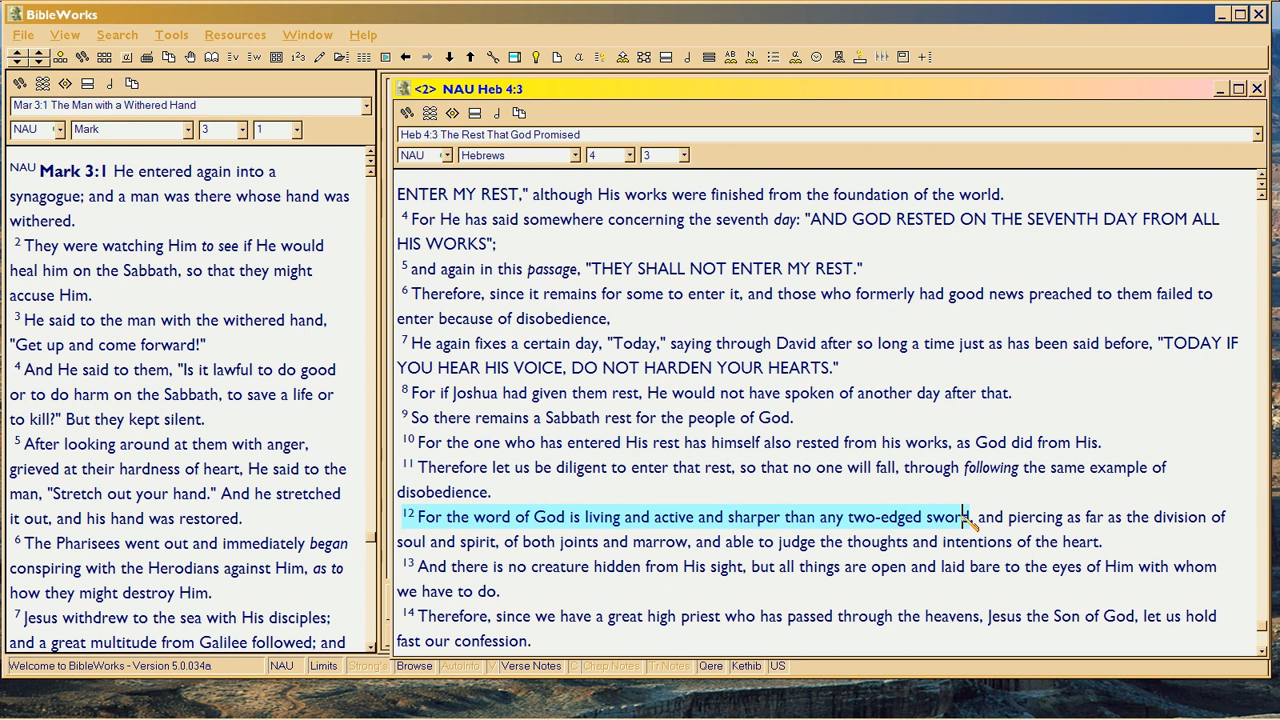 BibleWorks
File View Search Tools Resources Window Help
Mar 3:1 The Man with a Withered Hand
NAU Mark 3 1
NAU Mark 3:1 He entered again into a
synagogue; and a man was there whose hand was
withered.
2 They were watching Him to see if He would
heal him on the Sabbath, so that they might
accuse Him.
3 He said to the man with the withered hand,
"Get up and come forward!"
4 And He said to them, "Is it lawful to do good
or to do harm on the Sabbath, to save a life or
to kill?" But they kept silent.
5 After looking around at them with anger,
grieved at their hardness of heart, He said to the
man, "Stretch out your hand." And he stretched
it out, and his hand was restored.
6 The Pharisees went out and immediately began
conspiring with the Herodians against Him, as to
how they might destroy Him.
7 Jesus withdrew to the sea with His disciples;
and a great multitude from Galilee followed; and
<2> NAU Heb 4:3
Heb 4:3 The Rest That God Promised
NAU Hebrews 4 3
ENTER MY REST," although His works were finished from the foundation of the world.
4 For He has said somewhere concerning the seventh day: "AND GOD RESTED ON THE SEVENTH DAY FROM ALL
HIS WORKS";
5 and again in this passage, "THEY SHALL NOT ENTER MY REST."
6 Therefore, since it remains for some to enter it, and those who formerly had good news preached to them failed to
enter because of disobedience,
7 He again fixes a certain day, "Today," saying through David after so long a time just as has been said before, "TODAY IF
YOU HEAR HIS VOICE, DO NOT HARDEN YOUR HEARTS."
8 For if Joshua had given them rest, He would not have spoken of another day after that.
9 So there remains a Sabbath rest for the people of God.
10 For the one who has entered His rest has himself also rested from his works, as God did from His.
11 Therefore let us be diligent to enter that rest, so that no one will fall, through following the same example of
disobedience.
12 For the word of God is living and active and sharper than any two-edged sword, and piercing as far as the division of
soul and spirit, of both joints and marrow, and able to judge the thoughts and intentions of the heart.
13 And there is no creature hidden from His sight, but all things are open and laid bare to the eyes of Him with whom
we have to do.
14 Therefore, since we have a great high priest who has passed through the heavens, Jesus the Son of God, let us hold
fast our confession.
Welcome to BibleWorks - Version 5.0.034a NAU Limits Strong's Browse AutoInfo V Verse Notes C Chap Notes Tr Notes Qere Kethib US